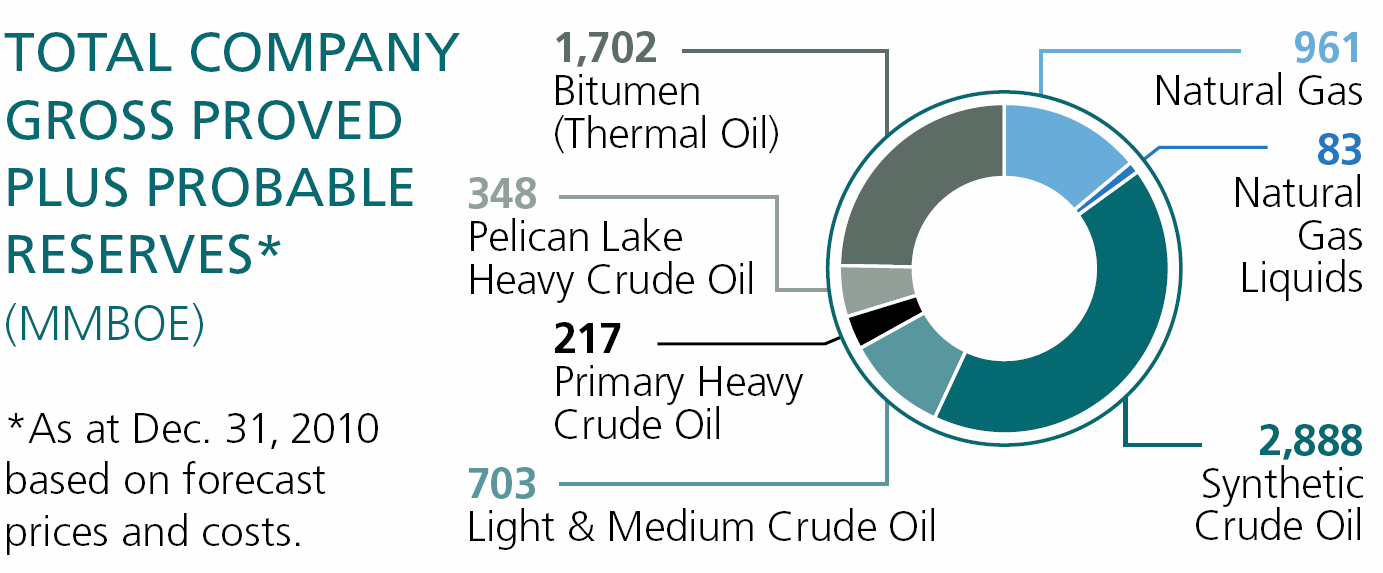 TOTAL COMPANY
GROSS PROVED
PLUS PROBABLE
RESERVES*
(MMBOE)
*As at Dec. 31, 2010
based on forecast
prices and costs.
1,702
Bitumen
(Thermal Oil)
348
Pelican Lake
Heavy Crude Oil
217
Primary Heavy
Crude Oil
703
Light & Medium Crude Oil
961
Natural Gas
83
Natural
Gas
Liquids
2,888
Synthetic
Crude Oil